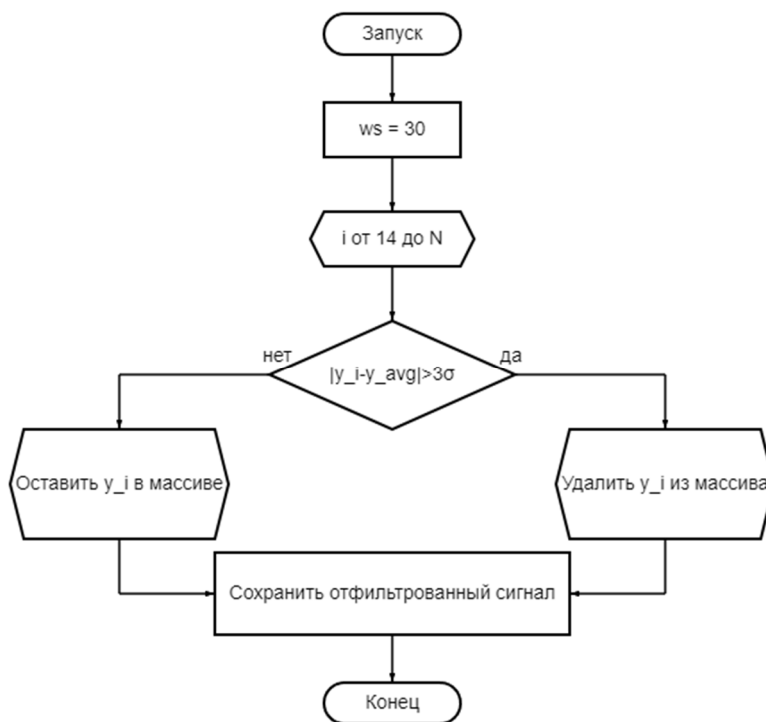 Запуск
ws = 30
i от 14 до N
нет
да
|y_i-y_avg|>3σ
Оставить y_i в массиве
Удалить y_i из массива
Сохранить отфильтрованный сигнал
Конец